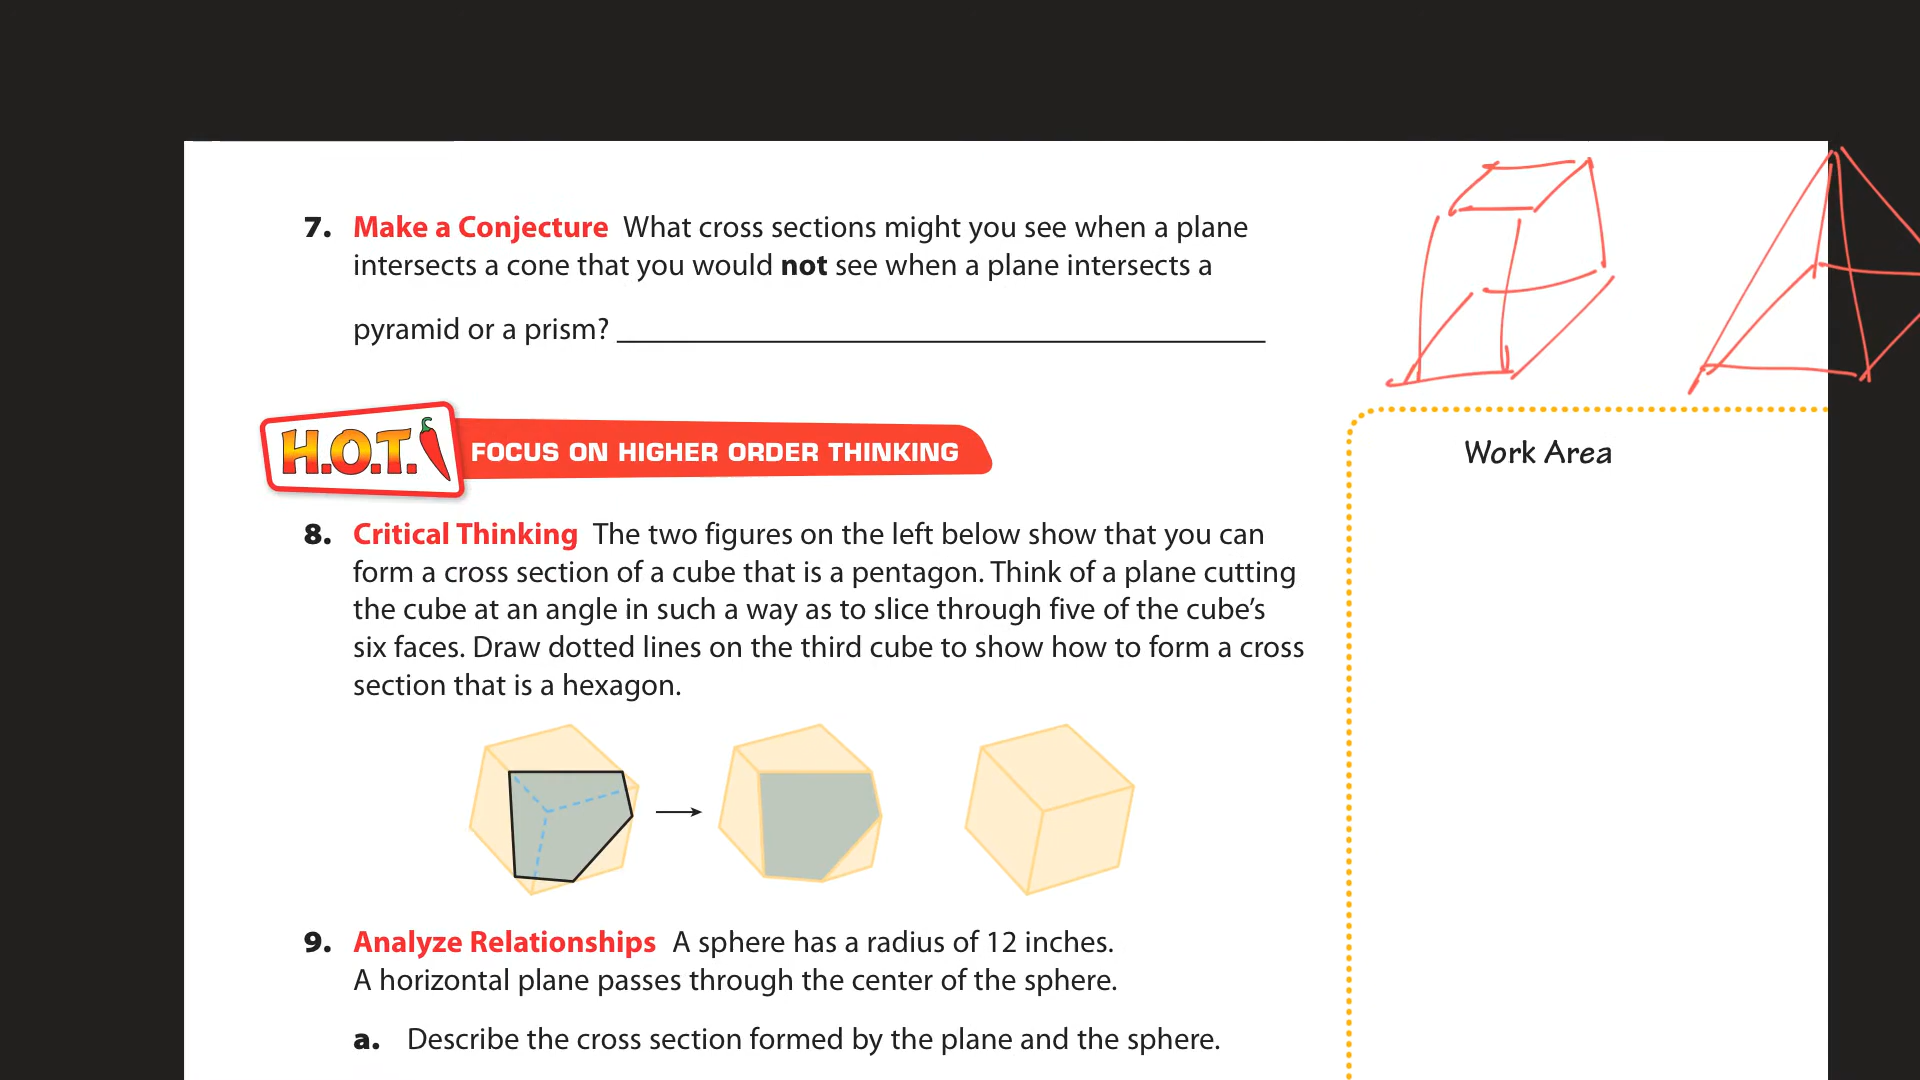 7. Make a Conjecture What cross sections might you see when a plane
intersects a cone that you would not see when a plane intersects a
pyramid or a prism?
H.O.T. FOCUS ON HIGHER ORDER THINKING
Work Area
8. Critical Thinking The two figures on the left below show that you can
form a cross section of a cube that is a pentagon. Think of a plane cutting
the cube at an angle in such a way as to slice through five of the cube’s
six faces. Draw dotted lines on the third cube to show how to form a cross
section that is a hexagon.
9. Analyze Relationships A sphere has a radius of 12 inches.
A horizontal plane passes through the center of the sphere.
a. Describe the cross section formed by the plane and the sphere.